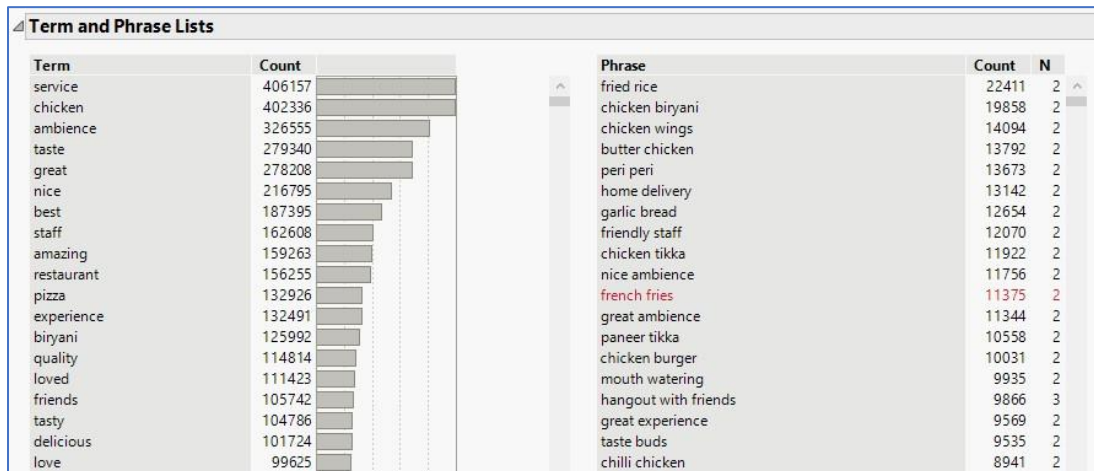 Term and Phrase Lists
Term Count
service 406157
chicken 402336
ambience 326555
taste 279340
great 278208
nice 216795
best 187395
staff 162608
amazing 159263
restaurant 156255
pizza 132926
experience 132491
biryani 125992
quality 114814
loved 111423
friends 105742
tasty 104786
delicious 101724
love 99625
Phrase Count N
fried rice 22411 2
chicken biryani 19858 2
chicken wings 14094 2
butter chicken 13792 2
peri peri 13673 2
home delivery 13142 2
garlic bread 12654 2
friendly staff 12070 2
chicken tikka 11922 2
nice ambience 11756 2
french fries 11375 2
great ambience 11344 2
paneer tikka 10558 2
chicken burger 10031 2
mouth watering 9935 2
hangout with friends 9866 3
great experience 9569 2
taste buds 9535 2
chilli chicken 8941 2